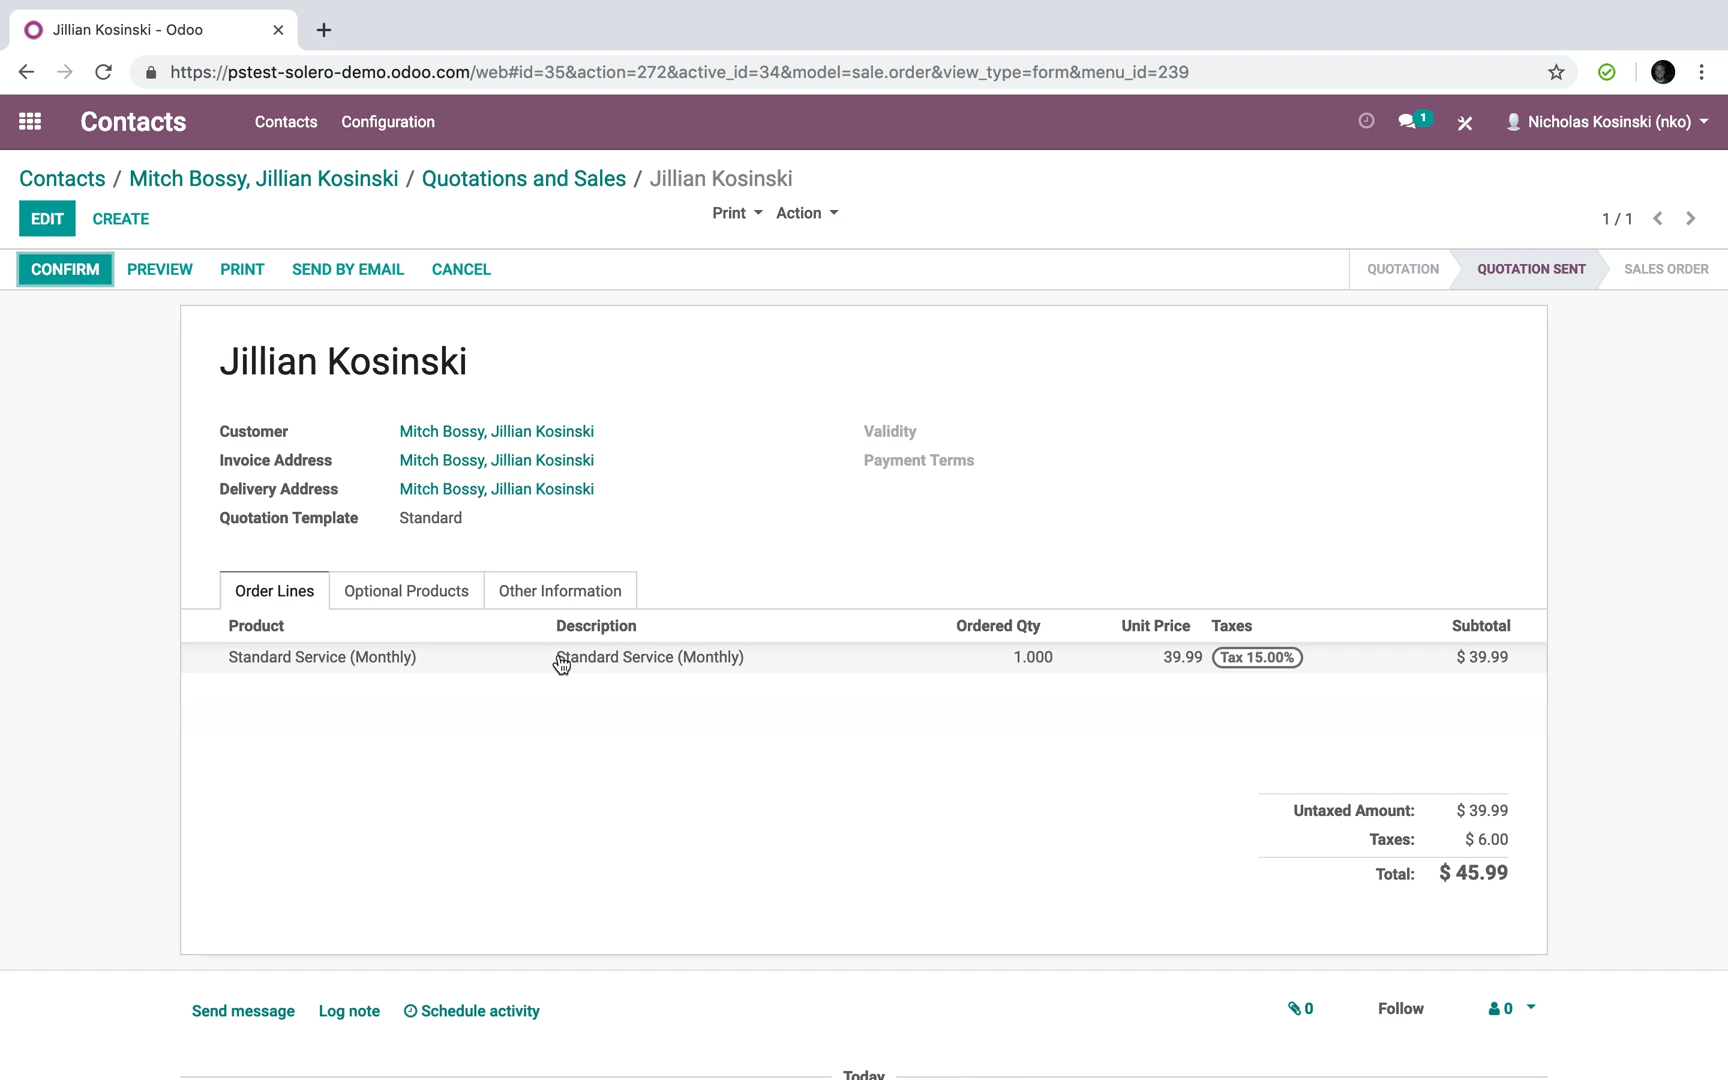 Jillian Kosinski - Odoo
https://pstest-solero-demo.odoo.com/web#id=35&action=272&active_id=34&model=sale.order&view_type=form&menu_id=239
Contacts Contacts Configuration 1 Nicholas Kosinski (nko)
Contacts / Mitch Bossy, Jillian Kosinski / Quotations and Sales / Jillian Kosinski
EDIT CREATE Print Action 1 / 1
CONFIRM PREVIEW PRINT SEND BY EMAIL CANCEL QUOTATION QUOTATION SENT SALES ORDER
Jillian Kosinski
Customer Mitch Bossy, Jillian Kosinski Validity
Invoice Address Mitch Bossy, Jillian Kosinski Payment Terms
Delivery Address Mitch Bossy, Jillian Kosinski
Quotation Template Standard
Order Lines Optional Products Other Information
Product Description Ordered Qty Unit Price Taxes Subtotal
Standard Service (Monthly) Standard Service (Monthly) 1.000 39.99 Tax 15.00% $ 39.99
Untaxed Amount: $ 39.99
Taxes: $ 6.00
Total: $ 45.99
Send message Log note Schedule activity 0 Follow 0
Today